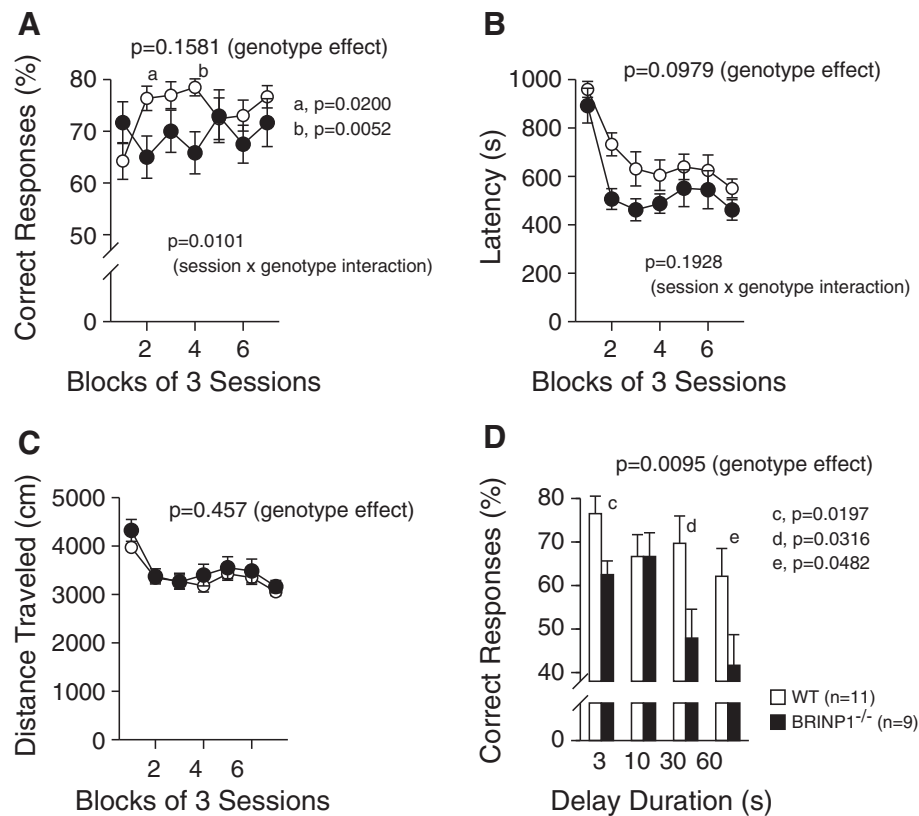 A
p=0.1581 (genotype effect)
Correct Responses (%)
80
70
60
50
0
a
b
a, p=0.0200
b, p=0.0052
p=0.0101
(session x genotype interaction)
2 4 6
Blocks of 3 Sessions
B
p=0.0979 (genotype effect)
Latency (s)
1000
800
600
400
200
0
p=0.1928
(session x genotype interaction)
2 4 6
Blocks of 3 Sessions
C
p=0.457 (genotype effect)
Distance Traveled (cm)
5000
4000
3000
2000
1000
0
2 4 6
Blocks of 3 Sessions
D
p=0.0095 (genotype effect)
Correct Responses (%)
80
70
60
50
40
0
c
d
e
c, p=0.0197
d, p=0.0316
e, p=0.0482
WT (n=11)
BRINP1-/- (n=9)
3 10 30 60
Delay Duration (s)